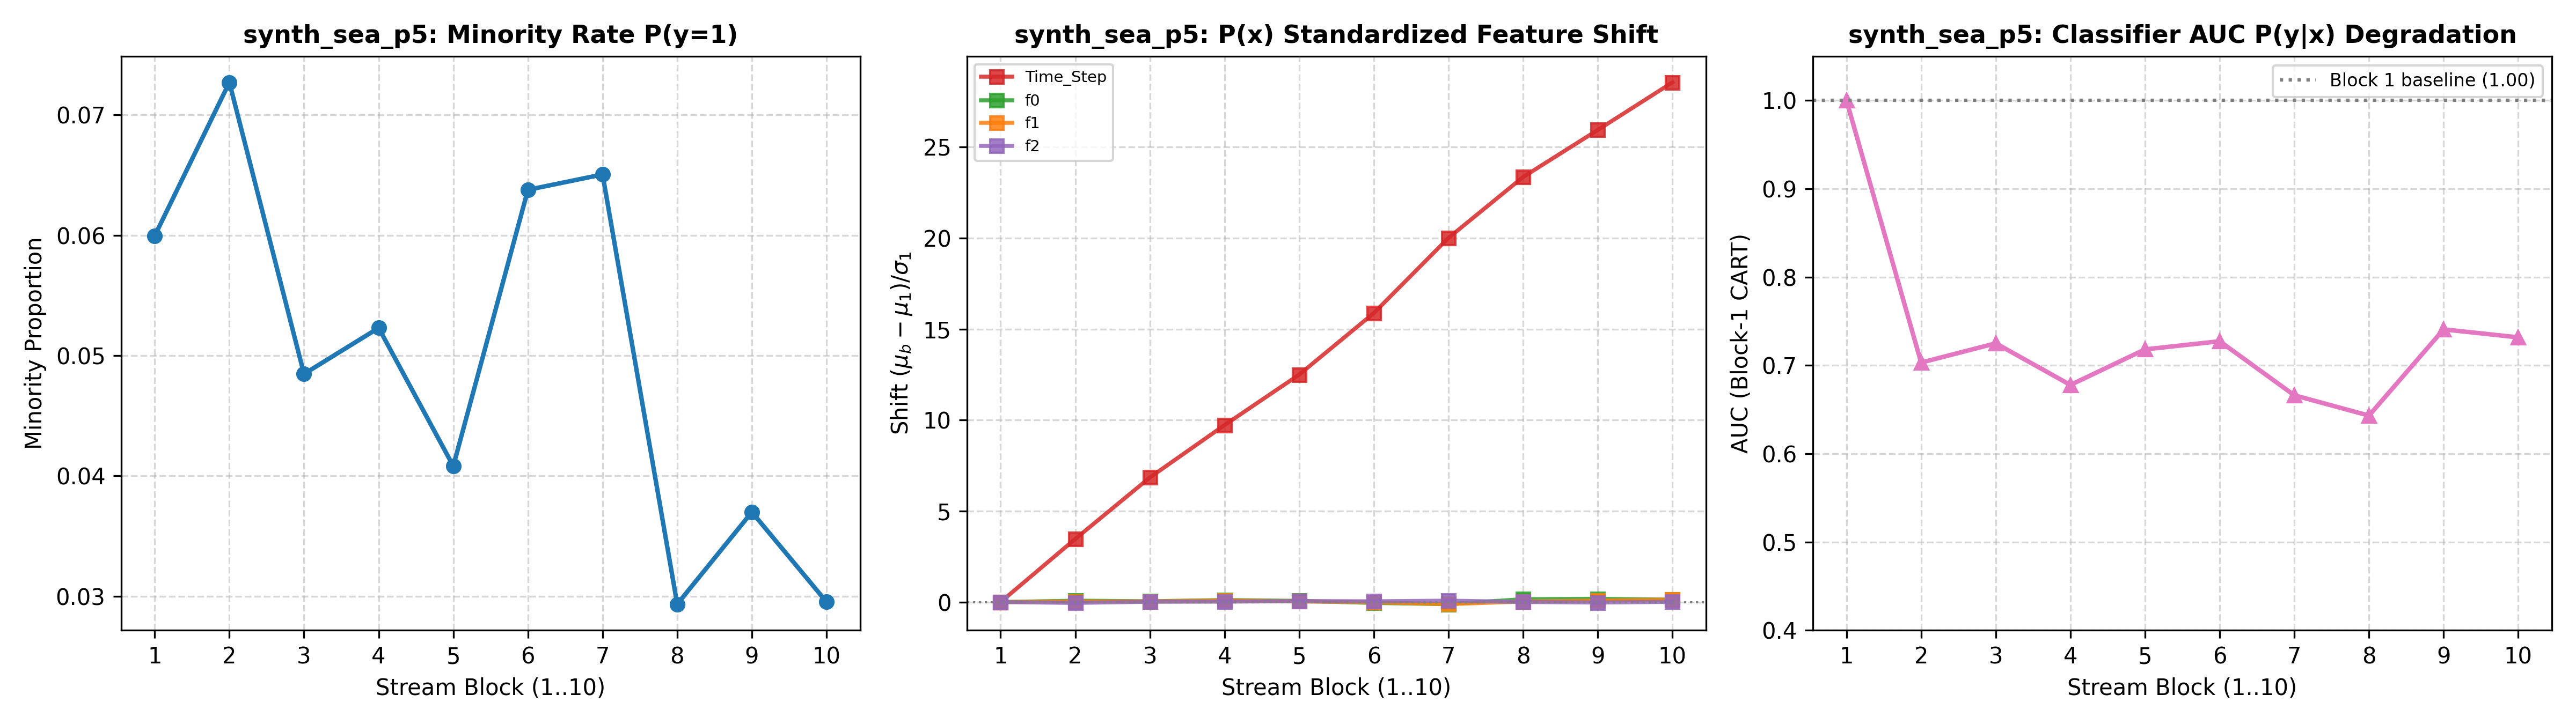 synth_sea_p5: Minority Rate P(y=1)
Minority Proportion
0.07
0.06
0.05
0.04
0.03
1 2 3 4 5 6 7 8 9 10
Stream Block (1..10)
synth_sea_p5: P(x) Standardized Feature Shift
Time_Step
f0
f1
f2
Shift (μ_b − μ_1)/σ_1
25
20
15
10
5
0
1 2 3 4 5 6 7 8 9 10
Stream Block (1..10)
synth_sea_p5: Classifier AUC P(y|x) Degradation
Block 1 baseline (1.00)
AUC (Block-1 CART)
1.0
0.9
0.8
0.7
0.6
0.5
0.4
1 2 3 4 5 6 7 8 9 10
Stream Block (1..10)